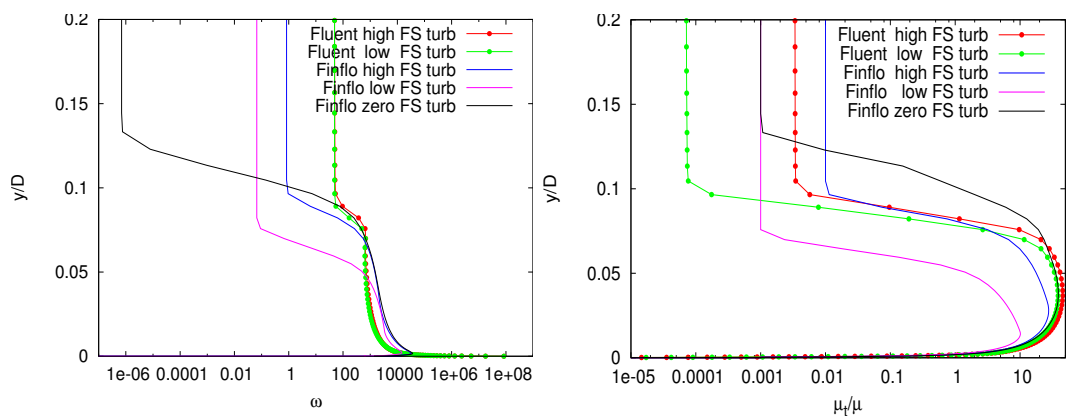 0.2
0.15
0.1
0.05
0
y/D
Fluent high FS turb
Fluent low FS turb
Finflo high FS turb
Finflo low FS turb
Finflo zero FS turb
1e-06 0.0001 0.01 1 100 10000 1e+06 1e+08
ω
0.2
0.15
0.1
0.05
0
y/D
Fluent high FS turb
Fluent low FS turb
Finflo high FS turb
Finflo low FS turb
Finflo zero FS turb
1e-05 0.0001 0.001 0.01 0.1 1 10
μt/μ